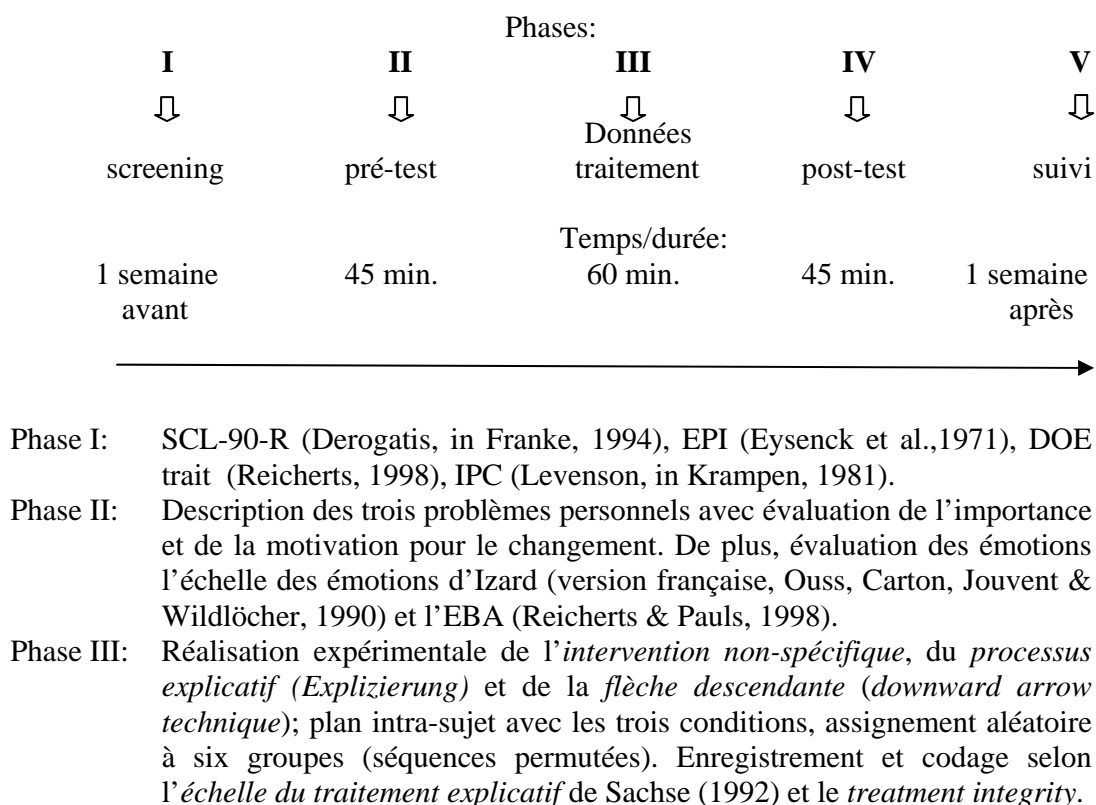 Phases:
I II III IV V
Données
screening pré-test traitement post-test suivi
Temps/durée:
1 semaine 45 min. 60 min. 45 min. 1 semaine
avant après
Phase I: SCL-90-R (Derogatis, in Franke, 1994), EPI (Eysenck et al.,1971), DOE
trait (Reicherts, 1998), IPC (Levenson, in Krampen, 1981).
Phase II: Description des trois problèmes personnels avec évaluation de l’importance
et de la motivation pour le changement. De plus, évaluation des émotions
l’échelle des émotions d’Izard (version française, Ouss, Carton, Jouvent &
Wildlöcher, 1990) et l’EBA (Reicherts & Pauls, 1998).
Phase III: Réalisation expérimentale de l’intervention non-spécifique, du processus
explicatif (Explizierung) et de la flèche descendante (downward arrow
technique); plan intra-sujet avec les trois conditions, assignement aléatoire
à six groupes (séquences permutées). Enregistrement et codage selon
l’échelle du traitement explicatif de Sachse (1992) et le treatment integrity.